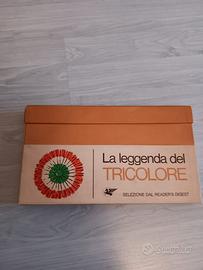 La leggenda del
TRICOLORE
SELEZIONE DAL READER'S DIGEST